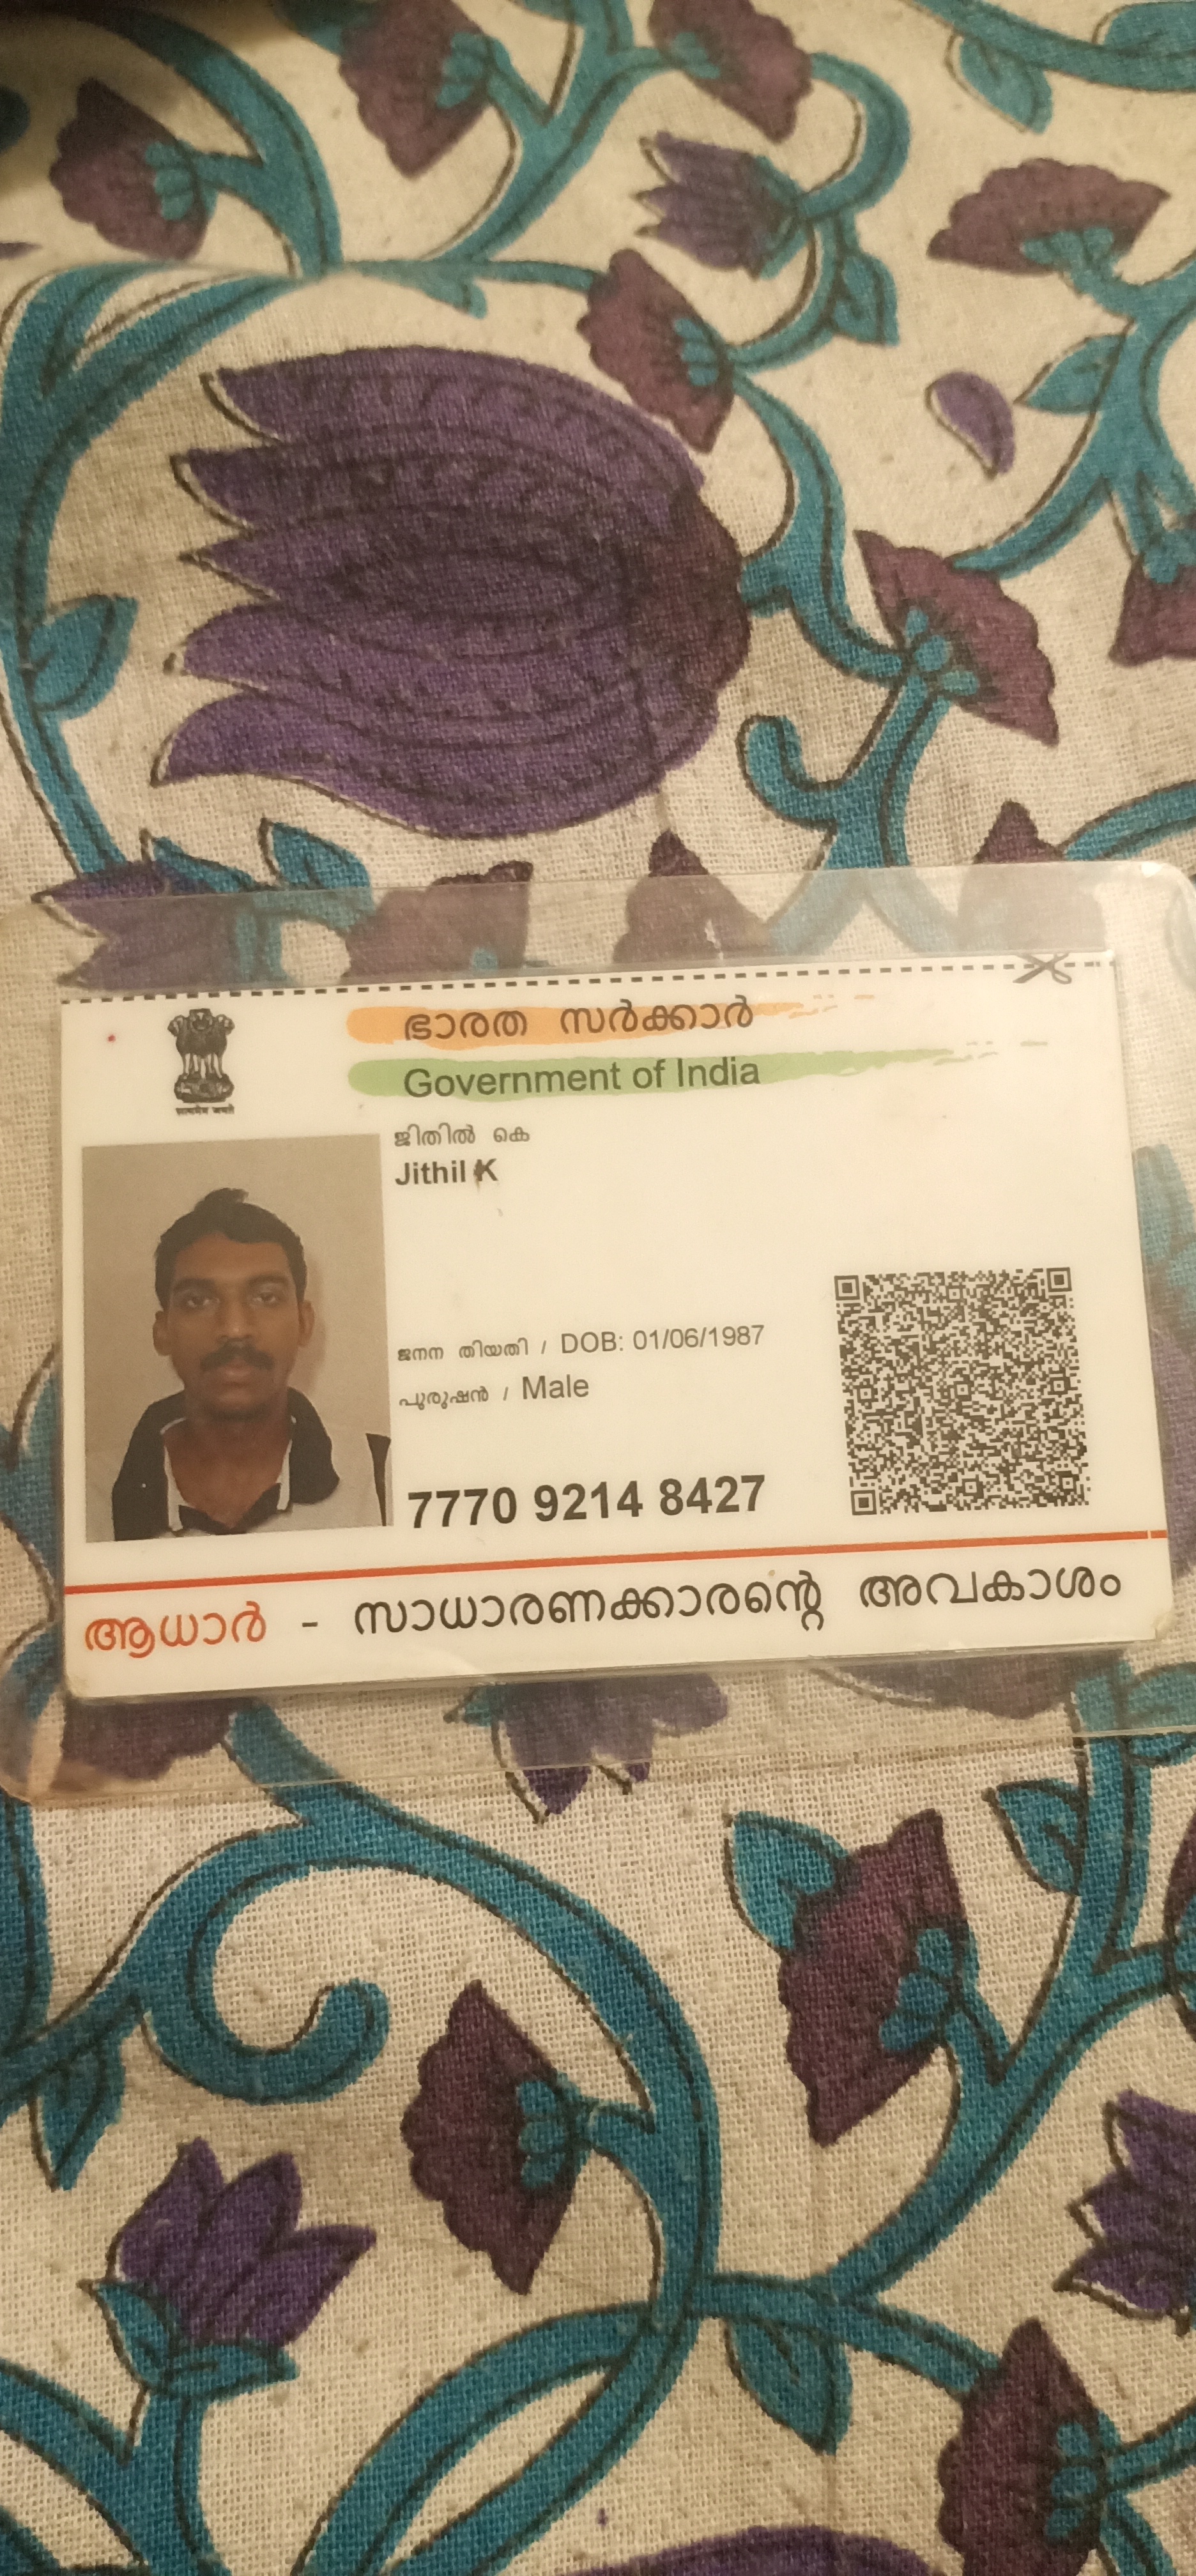 ഭാരത സർക്കാർ
Government of India
ജിതിൽ കെ
Jithil K
ജനന തിയതി / DOB: 01/06/1987
പുരുഷൻ / Male
7770 9214 8427
ആധാർ - സാധാരണക്കാരന്റെ അവകാശം